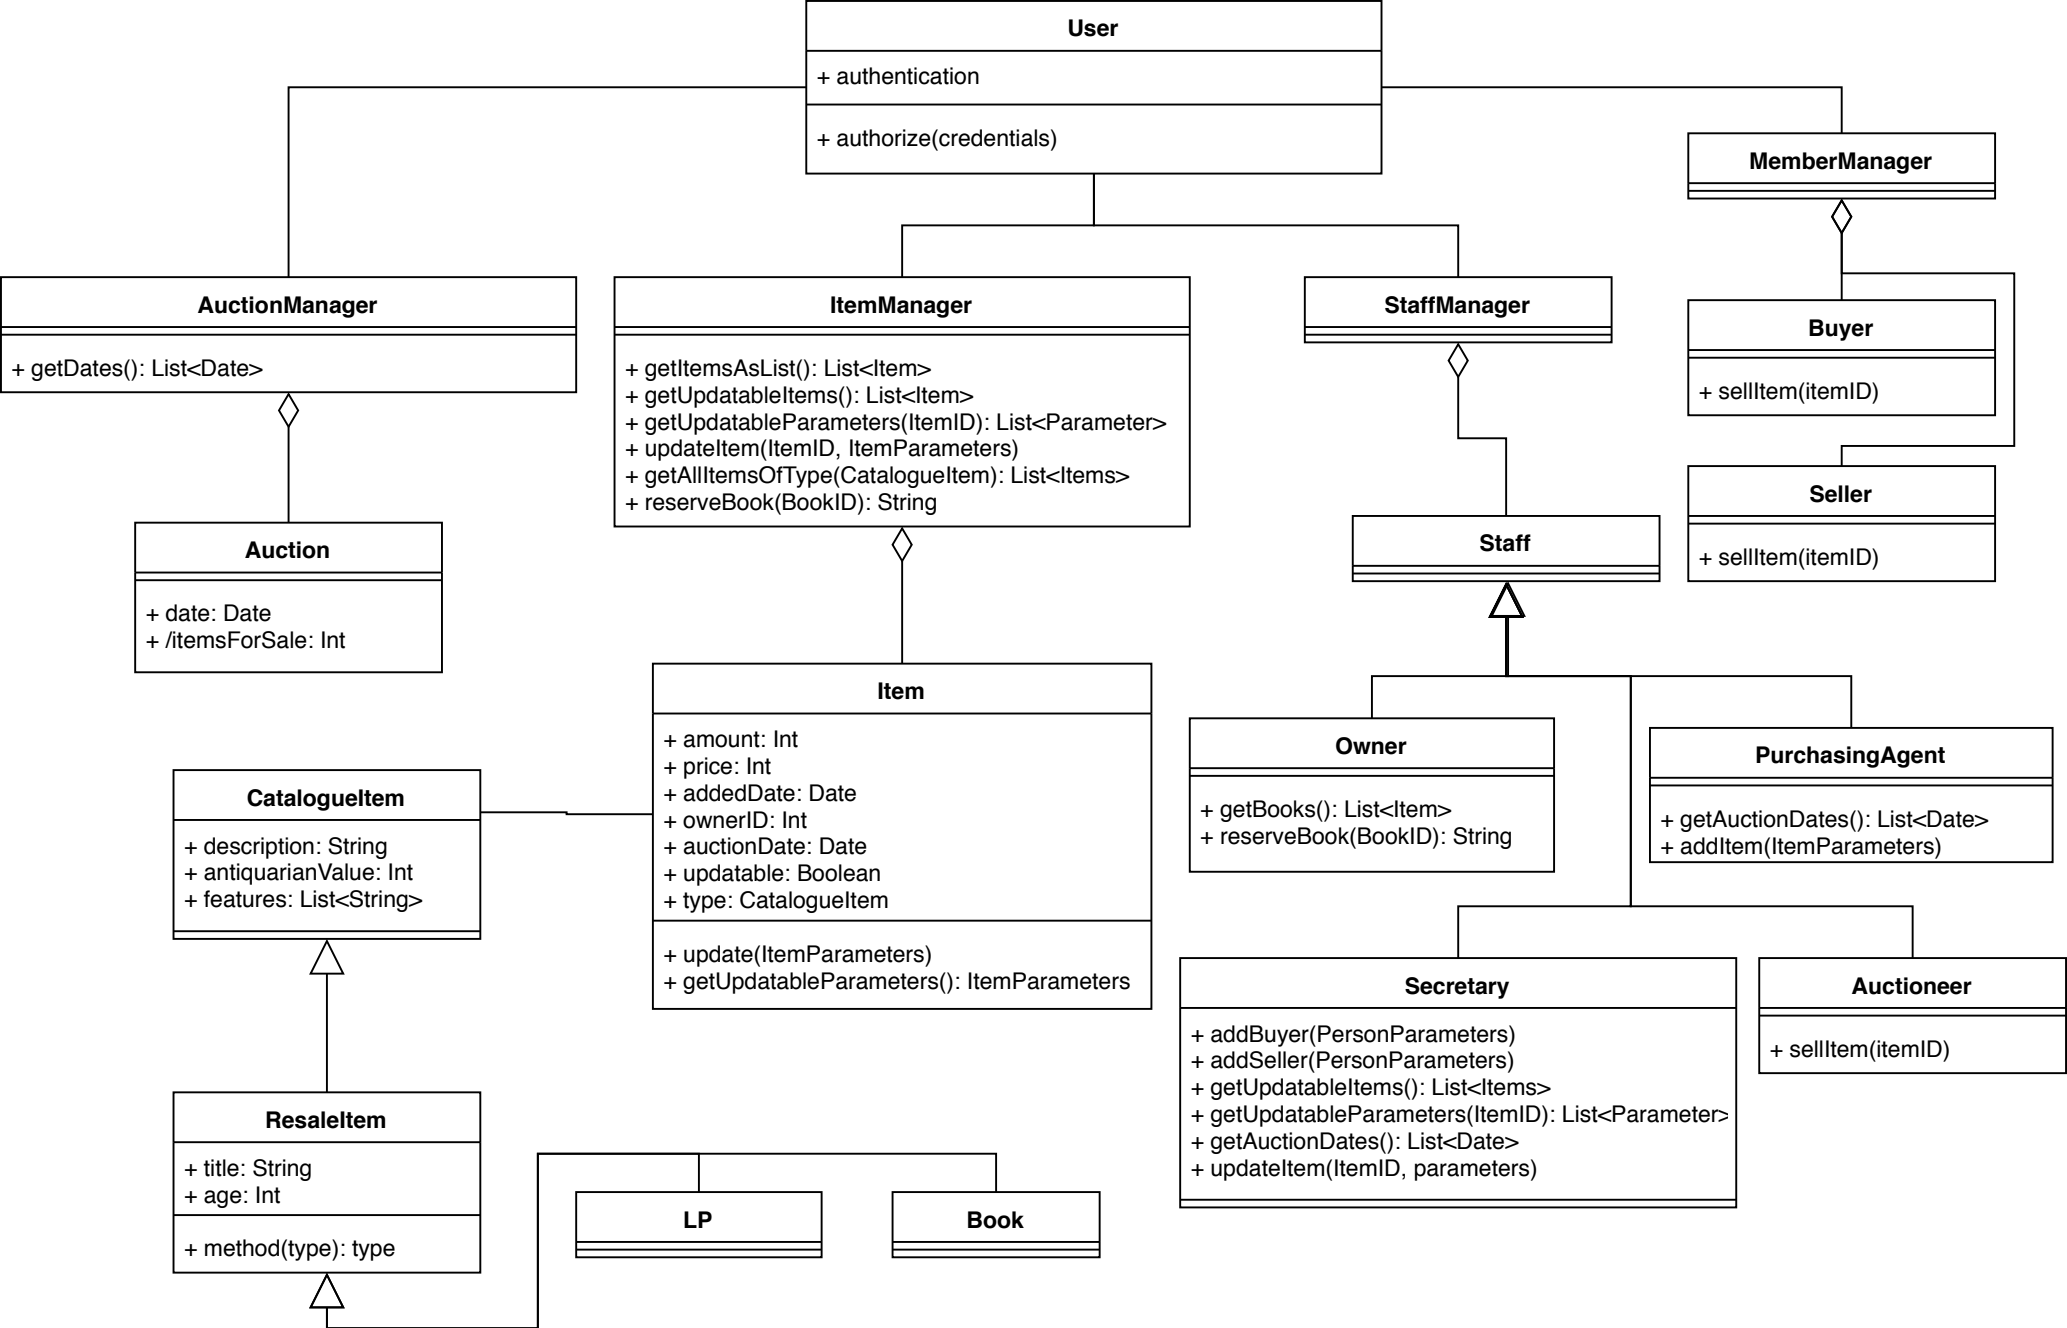 User
+ authentication
+ authorize(credentials)
MemberManager
AuctionManager
+ getDates(): List<Date>
ItemManager
+ getItemsAsList(): List<Item>
+ getUpdatableItems(): List<Item>
+ getUpdatableParameters(ItemID): List<Parameter>
+ updateItem(ItemID, ItemParameters)
+ getAllItemsOfType(CatalogueItem): List<Items>
+ reserveBook(BookID): String
StaffManager
Buyer
+ sellItem(itemID)
Seller
+ sellItem(itemID)
Auction
+ date: Date
+ /itemsForSale: Int
Staff
Item
+ amount: Int
+ price: Int
+ addedDate: Date
+ ownerID: Int
+ auctionDate: Date
+ updatable: Boolean
+ type: CatalogueItem
+ update(ItemParameters)
+ getUpdatableParameters(): ItemParameters
CatalogueItem
+ description: String
+ antiquarianValue: Int
+ features: List<String>
Owner
+ getBooks(): List<Item>
+ reserveBook(BookID): String
PurchasingAgent
+ getAuctionDates(): List<Date>
+ addItem(ItemParameters)
Secretary
+ addBuyer(PersonParameters)
+ addSeller(PersonParameters)
+ getUpdatableItems(): List<Items>
+ getUpdatableParameters(ItemID): List<Parameter>
+ getAuctionDates(): List<Date>
+ updateItem(ItemID, parameters)
Auctioneer
+ sellItem(itemID)
ResaleItem
+ title: String
+ age: Int
+ method(type): type
LP
Book